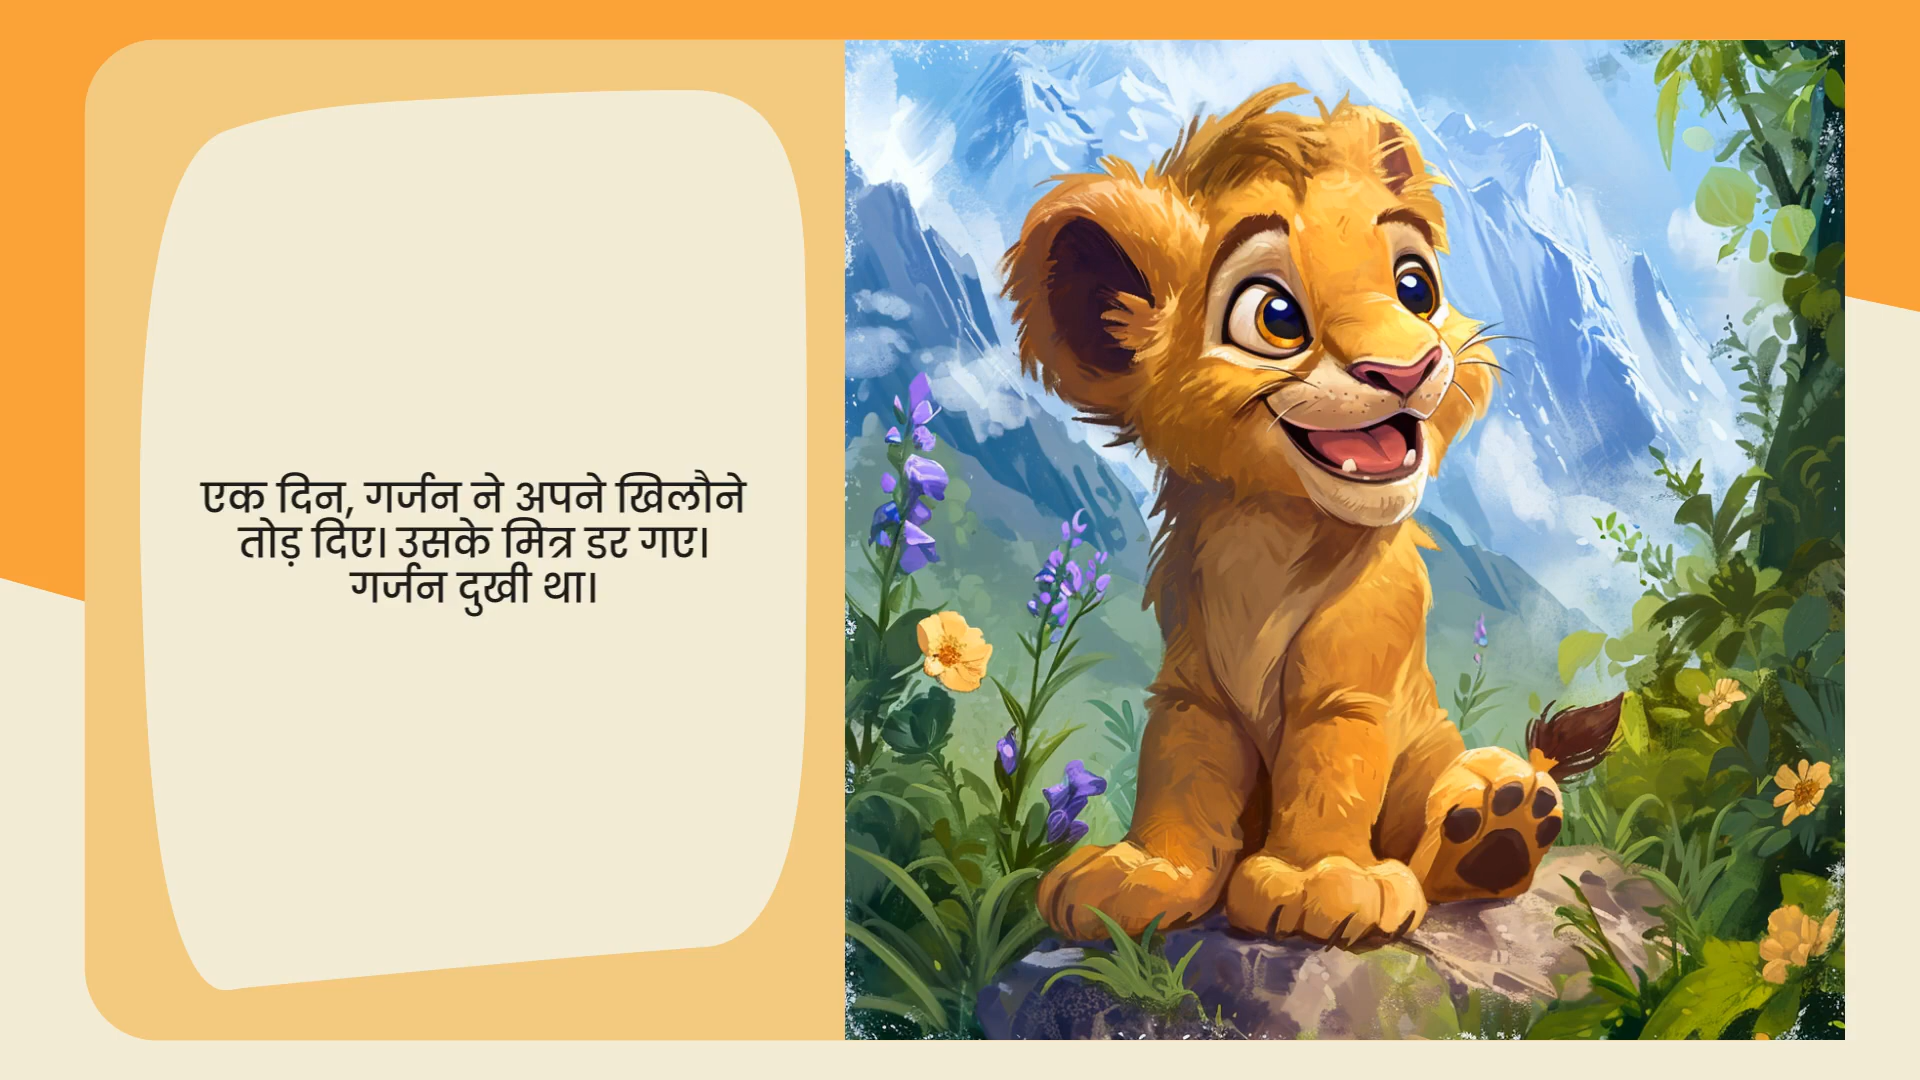 एक दिन, गर्जन ने अपने खिलौने
तोड़ दिए। उसके मित्र डर गए।
गर्जन दुखी था।